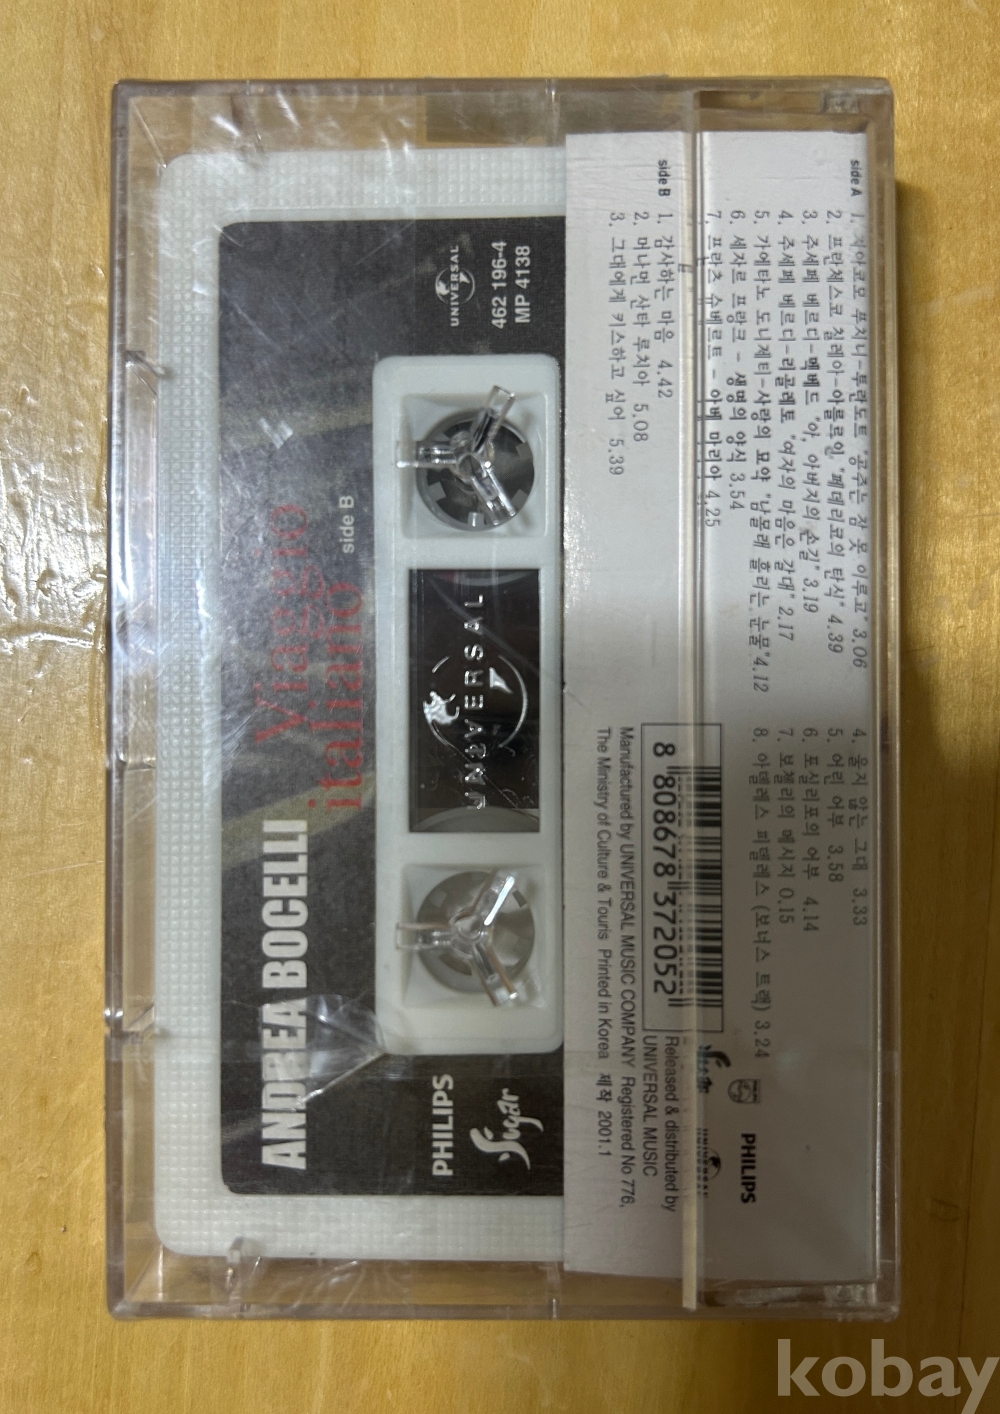 side A
1. 지아코모 푸치니-투란도트 "공주는 잠 못 이루고" 3.06
2. 프란체스코 칠레아-아를르의 "페데리코의 탄식" 4.39
3. 주세페 베르디-멕베드 "아, 아버지의 손길" 3.19
4. 주세페 베르디-리골레토 "여자의 마음은 갈대" 2.17
5. 가에타노 도니제티-사랑의 묘약 "남몰래 흘리는 눈물" 4.12
6. 세자르 프랑크 - 생명의 양식 3.54
7. 프란츠 슈베르트 - 아베 마리아 4.25
side B
1. 감사하는 마음 4.42
2. 머나먼 산타 루치아 5.08
3. 그대에게 키스하고 싶어 5.39
4. 울지 않는 그대 3.33
5. 어린 어부 3.58
6. 포실리포의 어부 4.14
7. 보첼리의 메시지 0.15
8. 아델레스 피델레스 (보너스 트랙) 3.24
8 808678 372052
PHILIPS
Released & distributed by
UNIVERSAL MUSIC
Manufactured by UNIVERSAL MUSIC COMPANY Registered No 776,
The Ministry of Culture & Touris Printed in Korea 제작 2001.1
UNIVERSAL
462 196-4
MP 4138
side B
Viaggio
italiano
ANDREA BOCELLI
UNIVERSAL
PHILIPS
Sugar
kobay